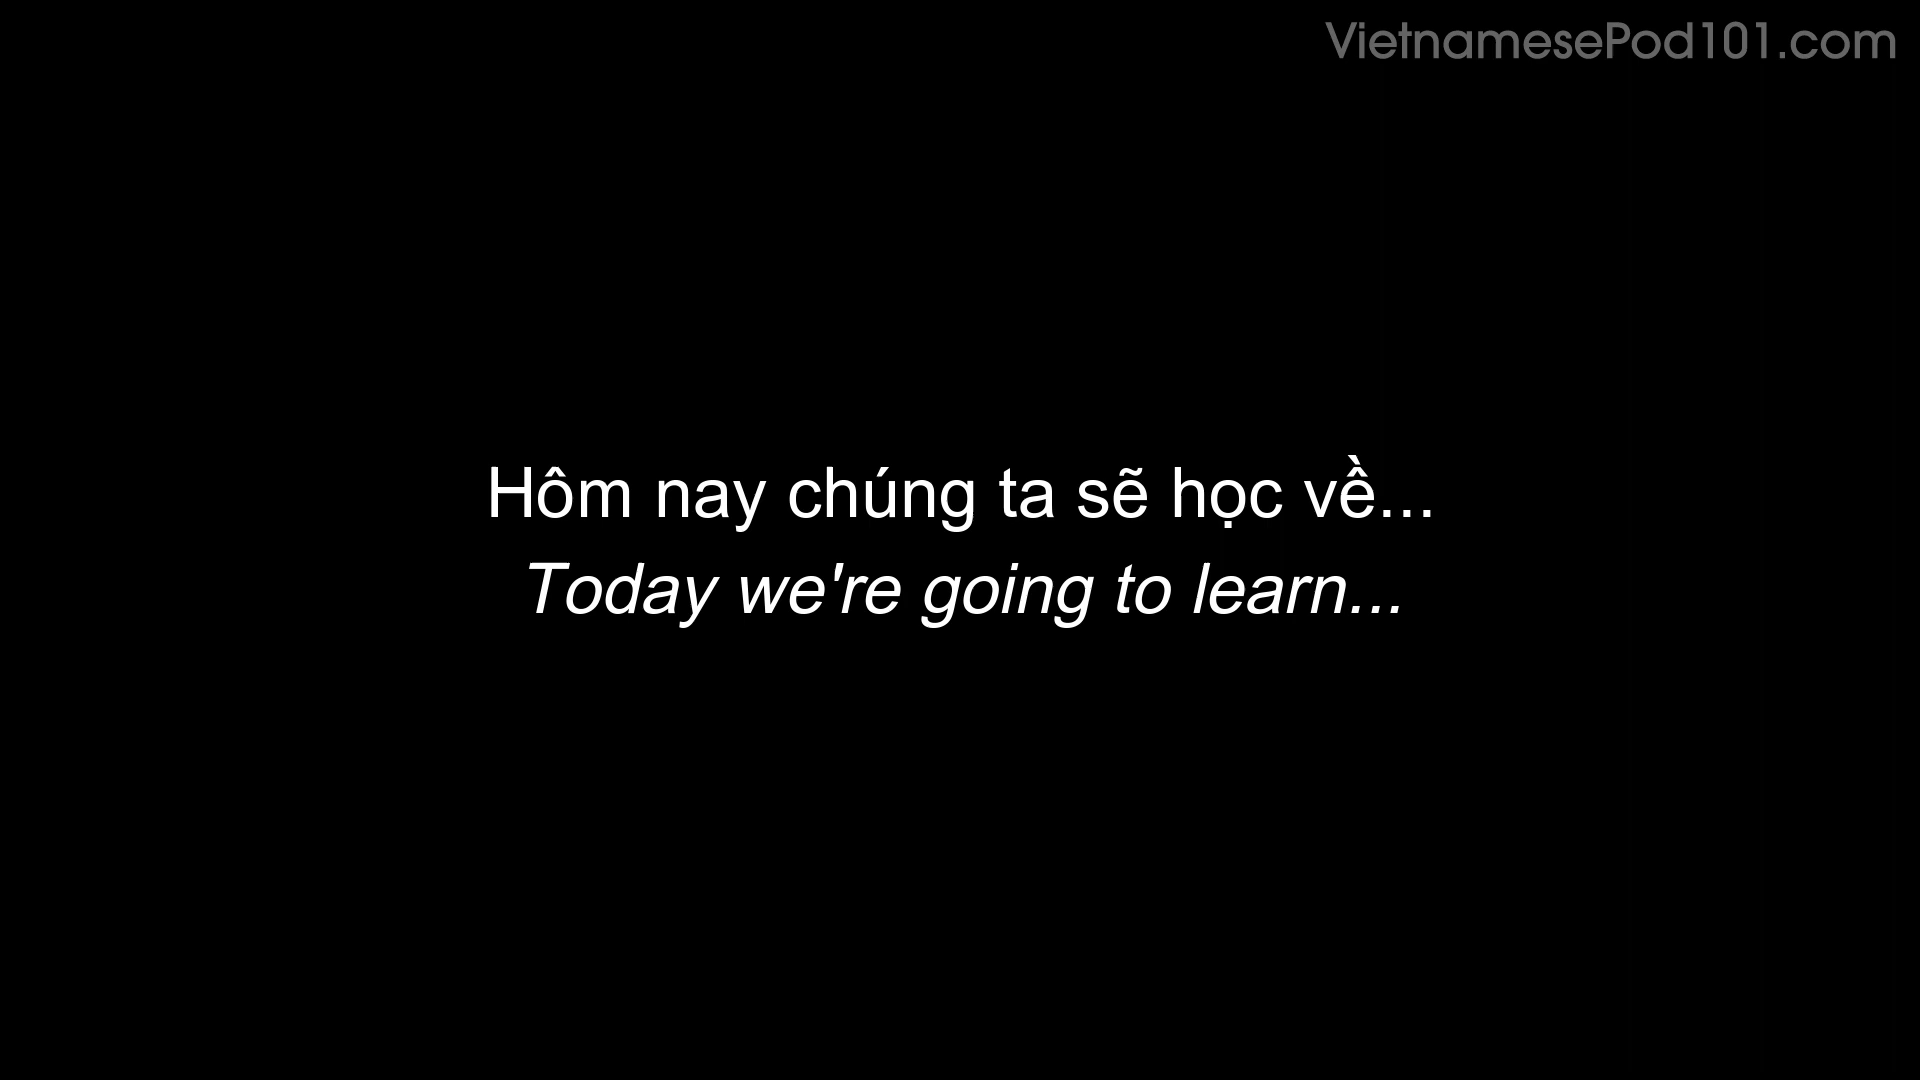 VietnamesePod101.com
Hôm nay chúng ta sẽ học về...
Today we're going to learn...